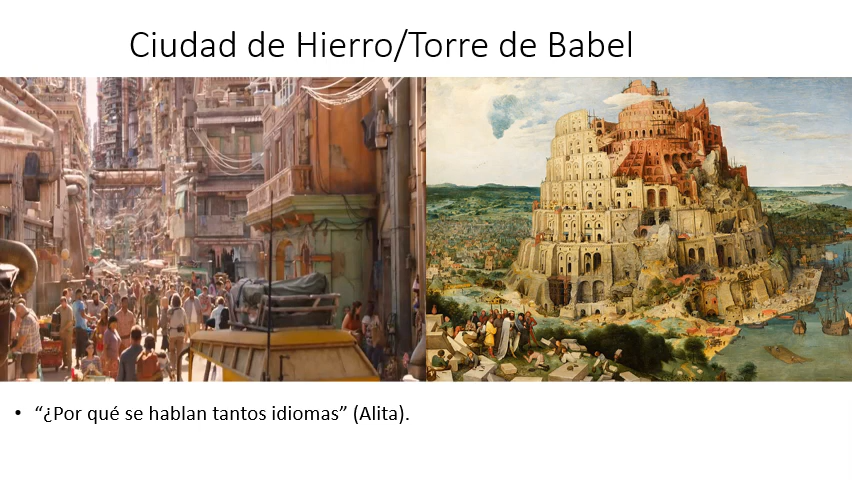 Ciudad de Hierro/Torre de Babel
• “¿Por qué se hablan tantos idiomas” (Alita).